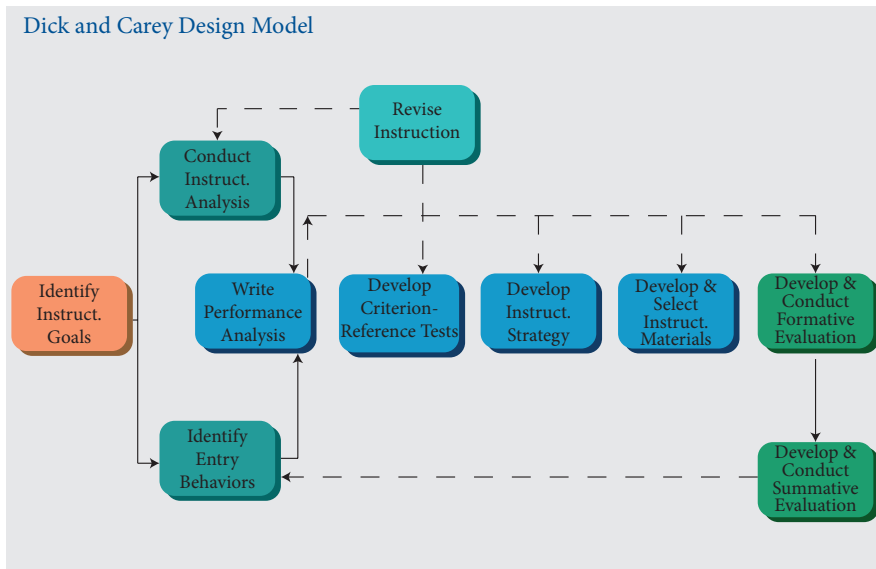 Dick and Carey Design Model
Revise
Instruction
Conduct
Instruct.
Analysis
Identify
Instruct.
Goals
Write
Performance
Analysis
Develop
Criterion-
Reference Tests
Develop
Instruct.
Strategy
Develop &
Select
Instruct.
Materials
Develop &
Conduct
Formative
Evaluation
Identify
Entry
Behaviors
Develop &
Conduct
Summative
Evaluation